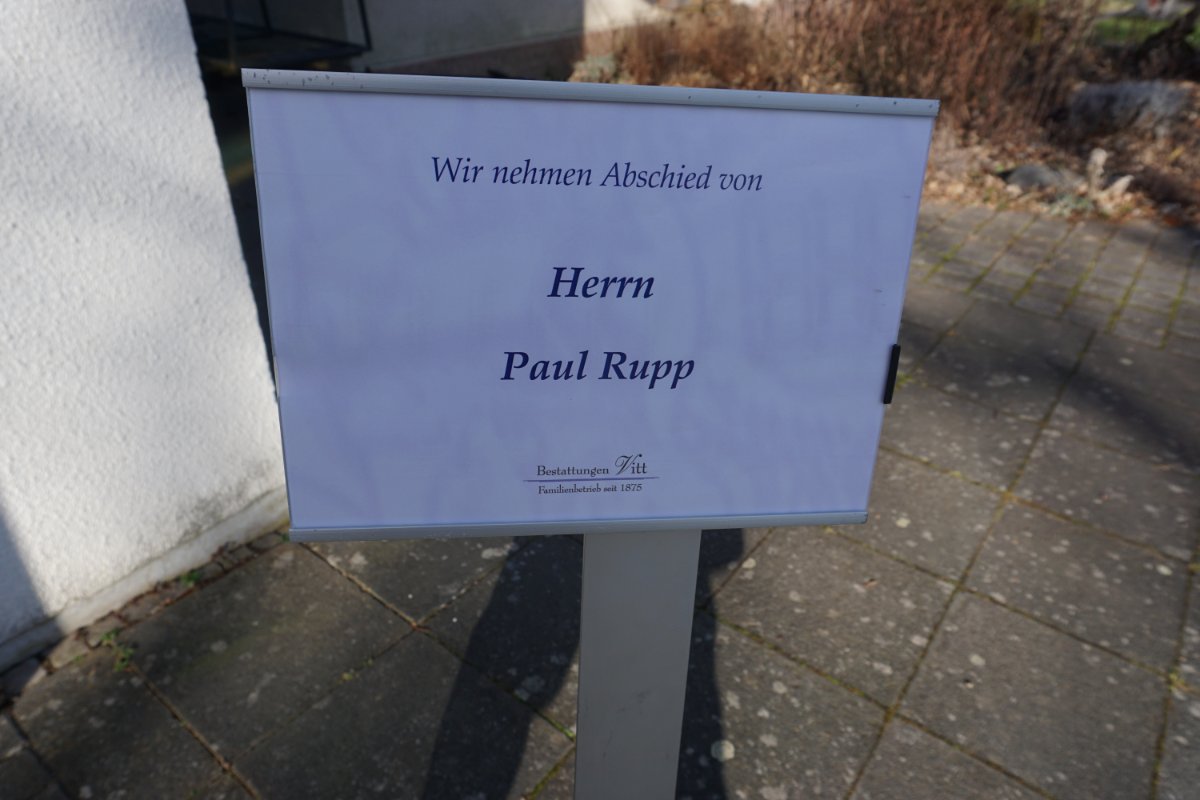 Wir nehmen Abschied von
Herrn
Paul Rupp
Bestattungen Vitt
Familienbetrieb seit 1875